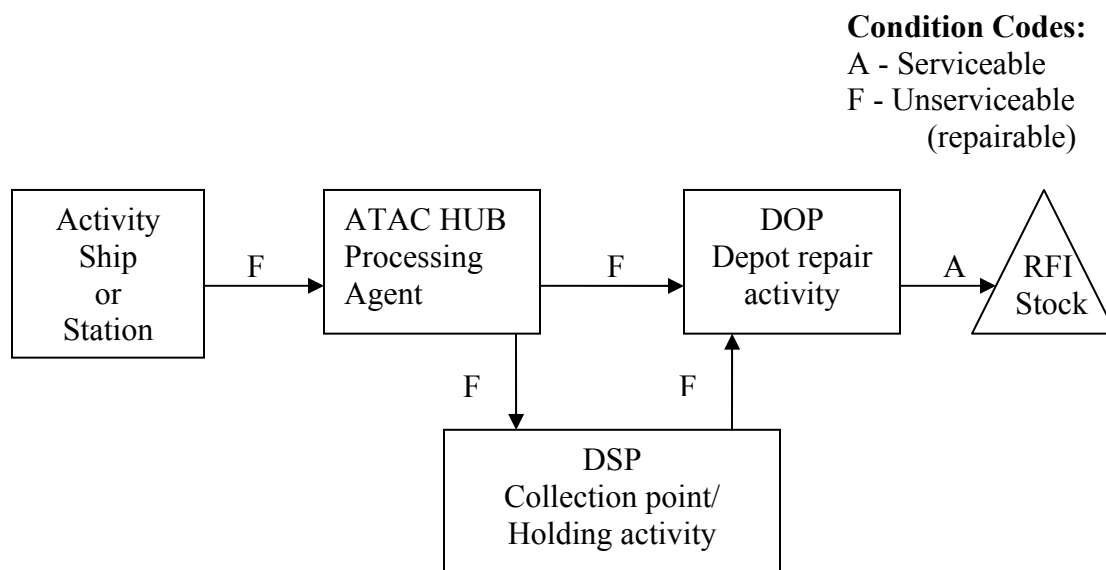 Condition Codes:
A - Serviceable
F - Unserviceable
(repairable)
Activity
Ship
or
Station
F
ATAC HUB
Processing
Agent
F
DOP
Depot repair
activity
A
RFI
Stock
F
F
DSP
Collection point/
Holding activity